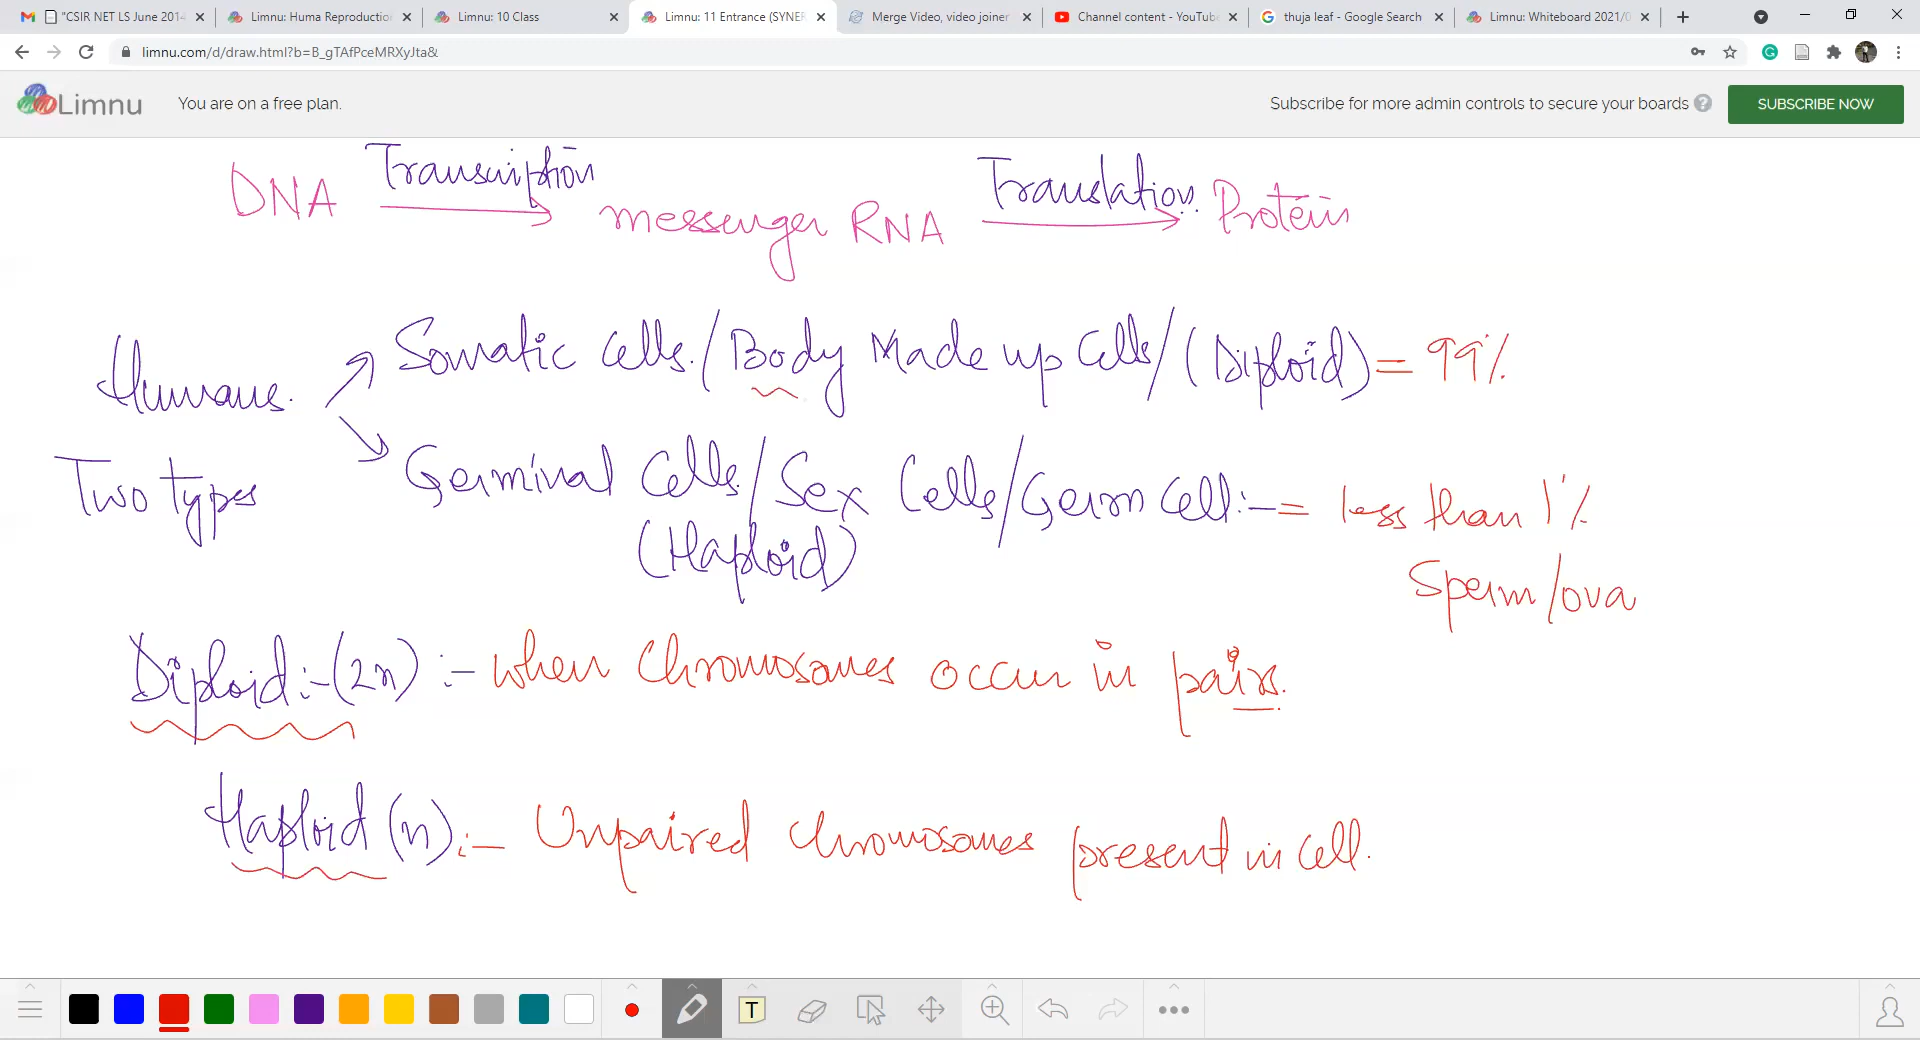 "CSIR NET LS June 2014
Limnu: Huma Reproductio
Limnu: 10 Class
Limnu: 11 Entrance (SYNER
Merge Video, video joiner
Channel content - YouTub
thuja leaf - Google Search
Limnu: Whiteboard 2021/0
limnu.com/d/draw.html?b=B_gTAfPceMRXyJta&
Limnu
You are on a free plan.
Subscribe for more admin controls to secure your boards ?
SUBSCRIBE NOW
DNA Transcription messenger RNA Translation Protein
Humans. Somatic Cells./Body Made up Cells/(Diploid) = 99%
Two types Germinal Cells/Sex Cells/Germ Cell:- = less than 1%
(Haploid) Sperm/ova
Diploid:-(2n) :- when chromosomes occur in pairs.
Haploid (n) :- Unpaired chromosomes present in cell.
T